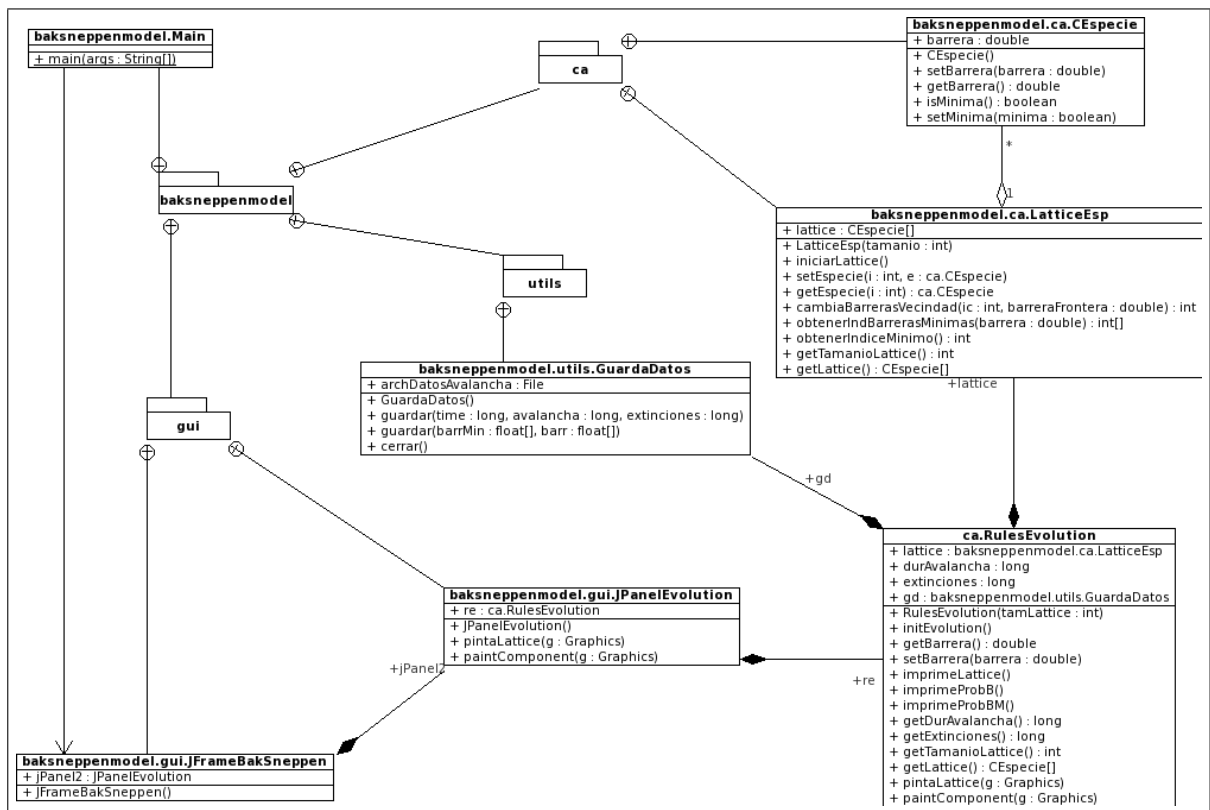 baksneppenmodel.Main
+ main(args : String[])
ca
baksneppenmodel.ca.CEspecie
+ barrera : double
+ CEspecie()
+ setBarrera(barrera : double)
+ getBarrera() : double
+ isMinima() : boolean
+ setMinima(minima : boolean)
*
1
baksneppenmodel
utils
baksneppenmodel.ca.LatticeEsp
+ lattice : CEspecie[]
+ LatticeEsp(tamanio : int)
+ iniciarLattice()
+ setEspecie(i : int, e : ca.CEspecie)
+ getEspecie(i : int) : ca.CEspecie
+ cambiaBarrerasVecindad(ic : int, barreraFrontera : double) : int
+ obtenerIndBarrerasMinimas(barrera : double) : int[]
+ obtenerIndiceMinimo() : int
+ getTamanioLattice() : int
+ getLattice() : CEspecie[]
+lattice
baksneppenmodel.utils.GuardaDatos
+ archDatosAvalancha : File
+ GuardaDatos()
+ guardar(time : long, avalancha : long, extinciones : long)
+ guardar(barrMin : float[], barr : float[])
+ cerrar()
gui
+gd
ca.RulesEvolution
+ lattice : baksneppenmodel.ca.LatticeEsp
+ durAvalancha : long
+ extinciones : long
+ gd : baksneppenmodel.utils.GuardaDatos
+ RulesEvolution(tamLattice : int)
+ initEvolution()
+ getBarrera() : double
+ setBarrera(barrera : double)
+ imprimeLattice()
+ imprimeProbB()
+ imprimeProbBM()
+ getDurAvalancha() : long
+ getExtinciones() : long
+ getTamanioLattice() : int
+ getLattice() : CEspecie[]
+ pintaLattice(g : Graphics)
+ paintComponent(g : Graphics)
baksneppenmodel.gui.JPanelEvolution
+ re : ca.RulesEvolution
+ JPanelEvolution()
+ pintaLattice(g : Graphics)
+ paintComponent(g : Graphics)
+jPanel2
+re
baksneppenmodel.gui.JFrameBakSneppen
+ jPanel2 : JPanelEvolution
+ JFrameBakSneppen()